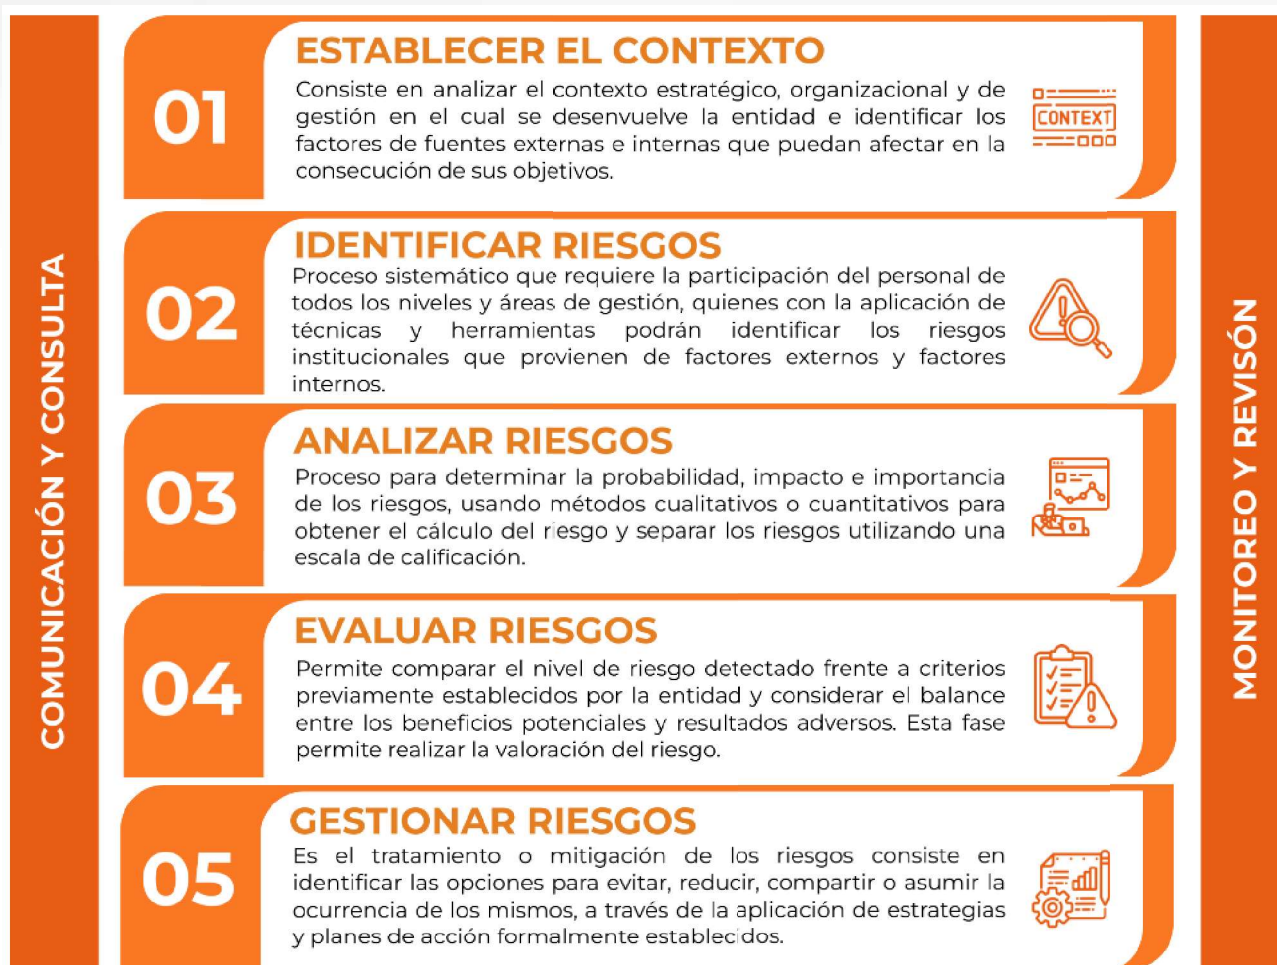 COMUNICACIÓN Y CONSULTA
01
ESTABLECER EL CONTEXTO
Consiste en analizar el contexto estratégico, organizacional y de
gestión en el cual se desenvuelve la entidad e identificar los
factores de fuentes externas e internas que puedan afectar en la
consecución de sus objetivos.
CONTEXT
02
IDENTIFICAR RIESGOS
Proceso sistemático que requiere la participación del personal de
todos los niveles y áreas de gestión, quienes con la aplicación de
técnicas y herramientas podrán identificar los riesgos
institucionales que provienen de factores externos y factores
internos.
03
ANALIZAR RIESGOS
Proceso para determinar la probabilidad, impacto e importancia
de los riesgos, usando métodos cualitativos o cuantitativos para
obtener el cálculo del riesgo y separar los riesgos utilizando una
escala de calificación.
04
EVALUAR RIESGOS
Permite comparar el nivel de riesgo detectado frente a criterios
previamente establecidos por la entidad y considerar el balance
entre los beneficios potenciales y resultados adversos. Esta fase
permite realizar la valoración del riesgo.
05
GESTIONAR RIESGOS
Es el tratamiento o mitigación de los riesgos consiste en
identificar las opciones para evitar, reducir, compartir o asumir la
ocurrencia de los mismos, a través de la aplicación de estrategias
y planes de acción formalmente establecidos.
MONITOREO Y REVISÓN